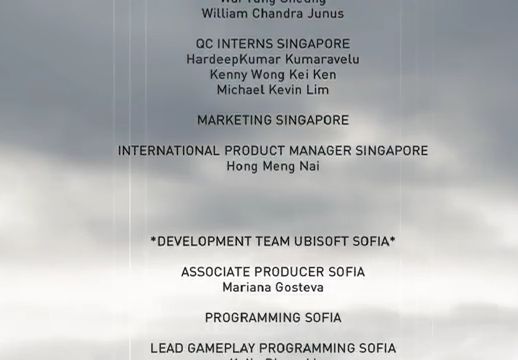 William Chandra Junus
QC INTERNS SINGAPORE
HardeepKumar Kumaravelu
Kenny Wong Kei Ken
Michael Kevin Lim
MARKETING SINGAPORE
INTERNATIONAL PRODUCT MANAGER SINGAPORE
Hong Meng Nai
*DEVELOPMENT TEAM UBISOFT SOFIA*
ASSOCIATE PRODUCER SOFIA
Mariana Gosteva
PROGRAMMING SOFIA
LEAD GAMEPLAY PROGRAMMING SOFIA